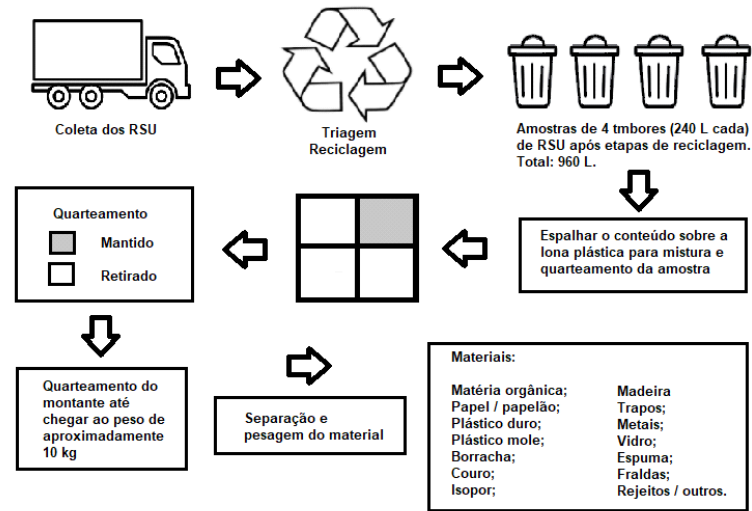 Coleta dos RSU
Triagem
Reciclagem
Amostras de 4 tmbores (240 L cada)
de RSU após etapas de reciclagem.
Total: 960 L.
Espalhar o conteúdo sobre a
lona plástica para mistura e
quarteamento da amostra
Quarteamento
Mantido
Retirado
Quarteamento do
montante até
chegar ao peso de
aproximadamente
10 kg
Separação e
pesagem do material
Materiais:
Matéria orgânica;
Papel / papelão;
Plástico duro;
Plástico mole;
Borracha;
Couro;
Isopor;
Madeira
Trapos;
Metais;
Vidro;
Espuma;
Fraldas;
Rejeitos / outros.